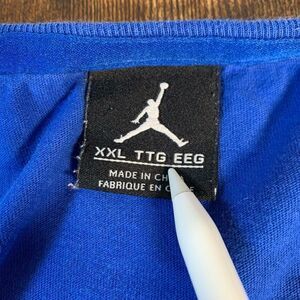 XXL TTG EEG
MADE IN
FABRIQUE EN